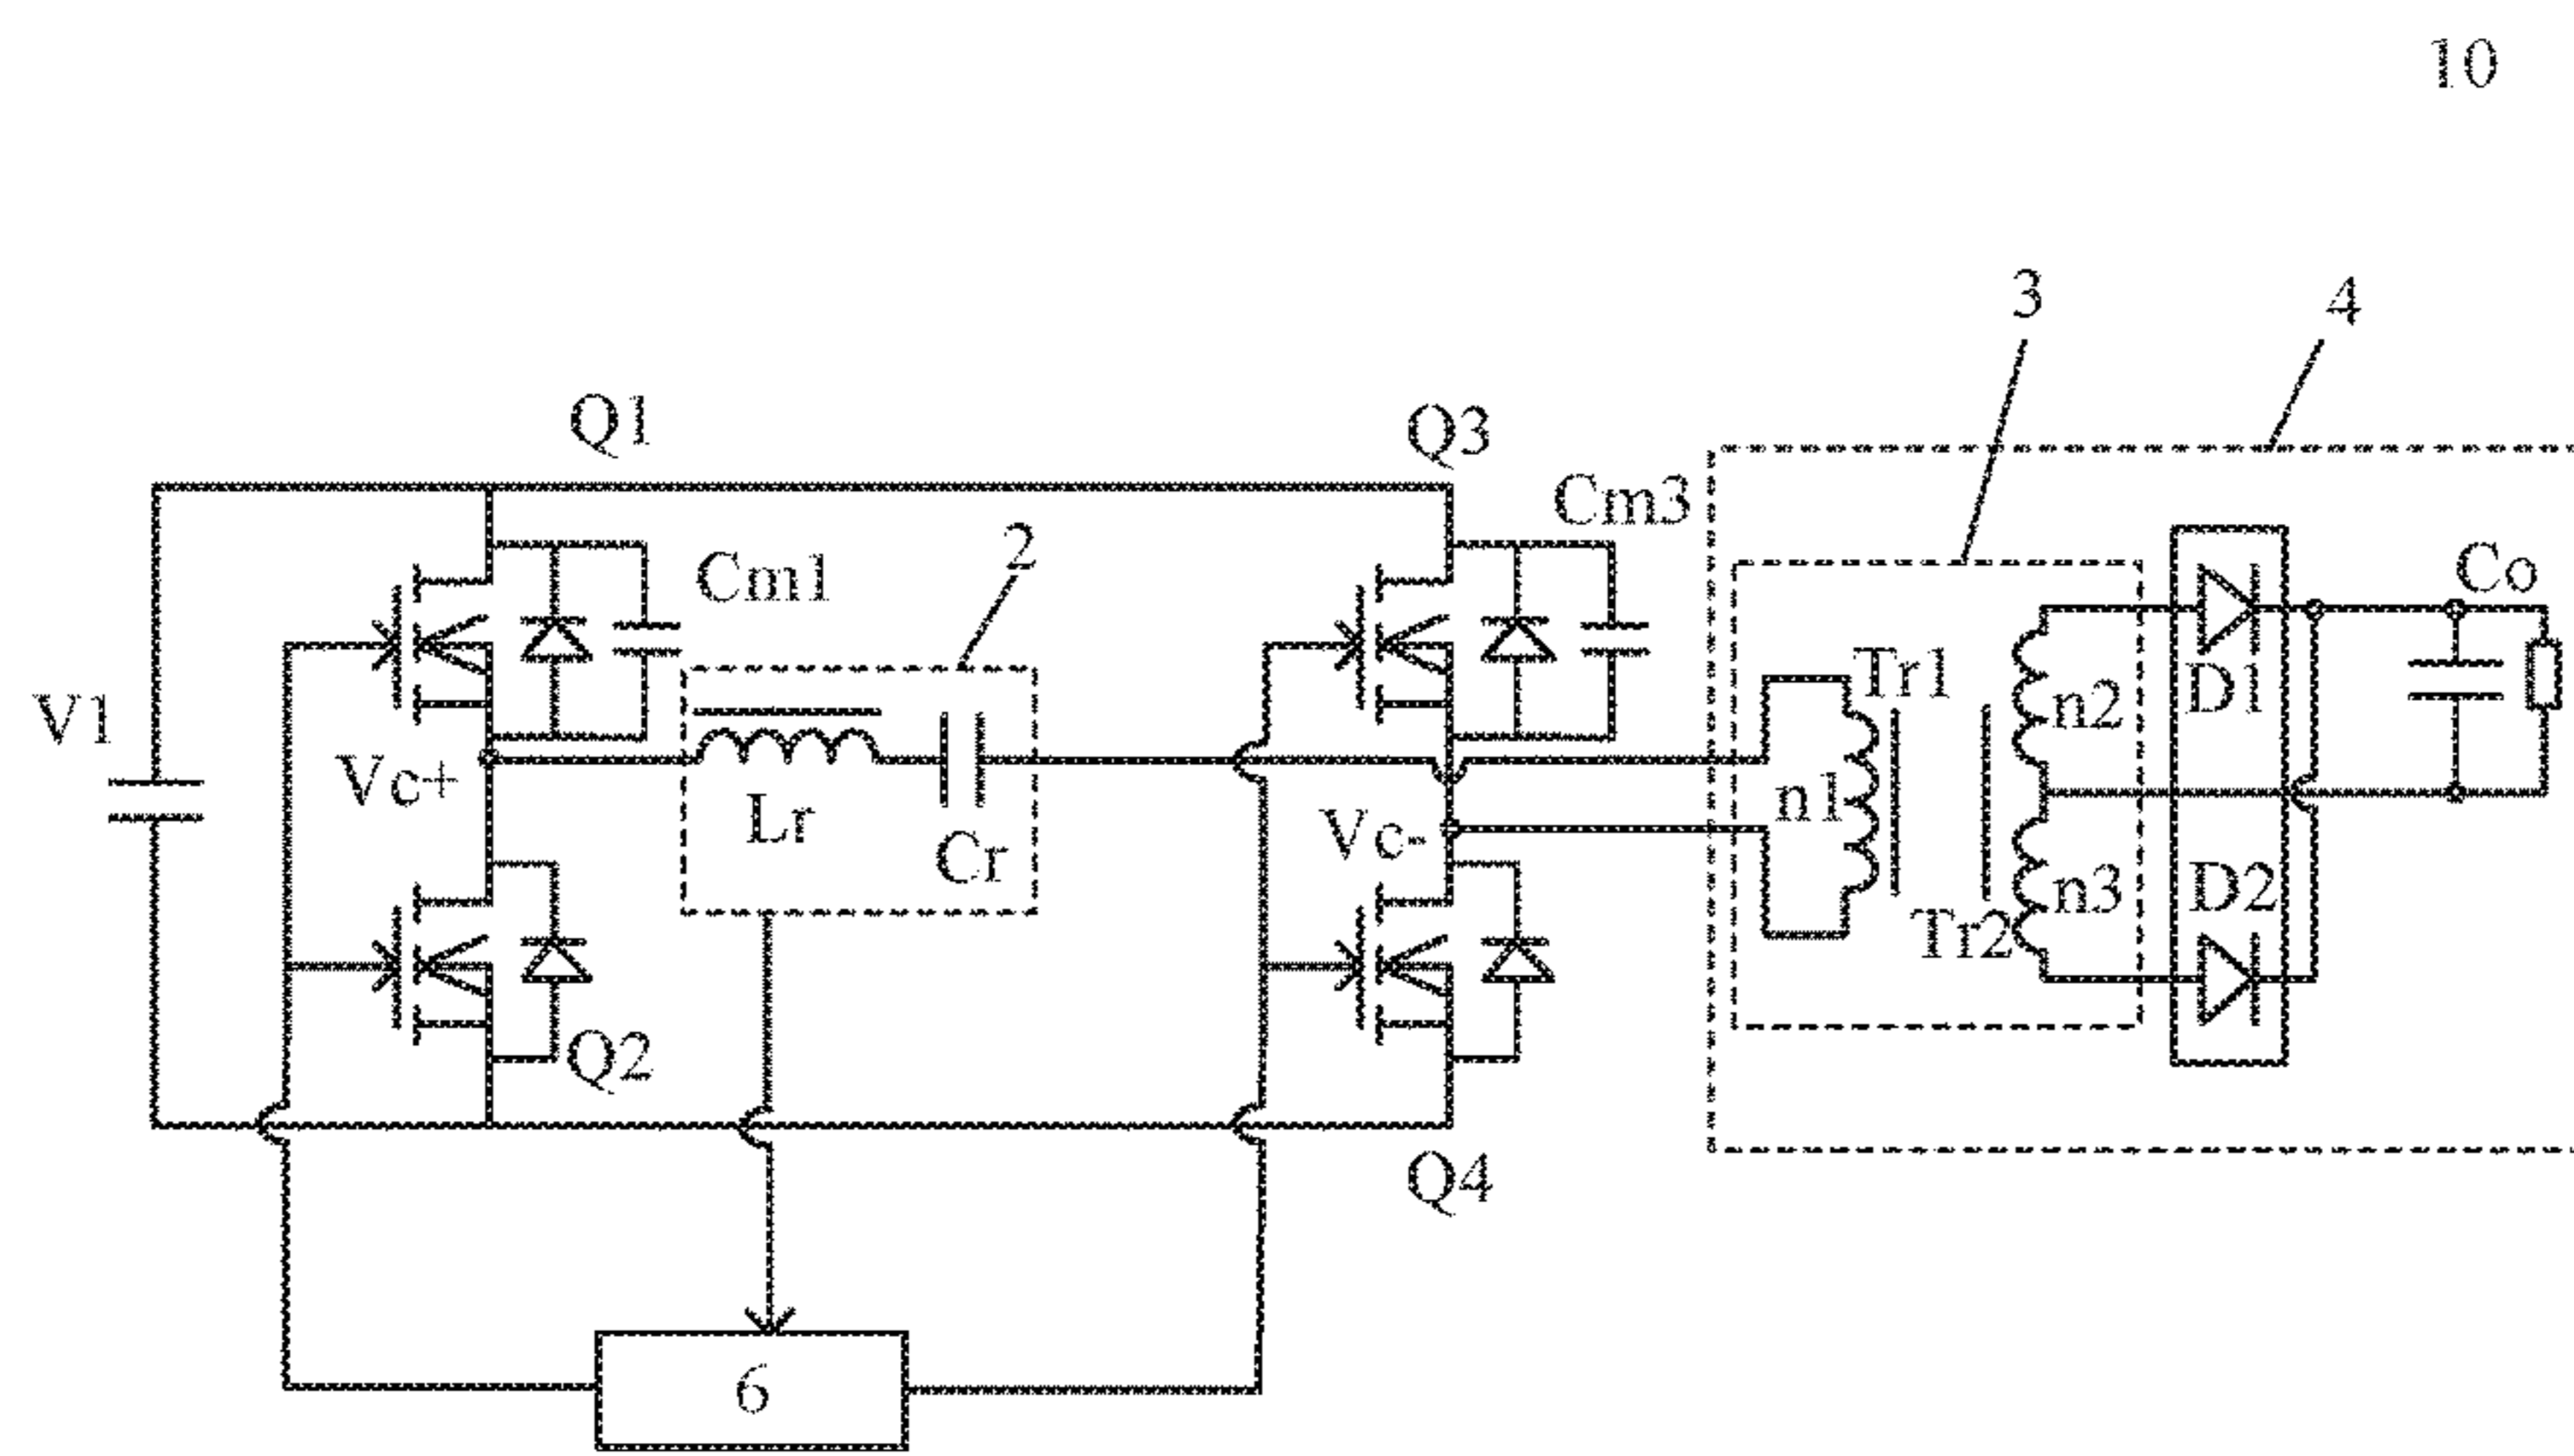 10
3
4
Q1
Q3
Cm3
2
Cm1
Co
Tr1
V1
n2
D1
Vc+
n1
Lr
Vc-
Cr
D2
n3
Tr2
Q2
Q4
6